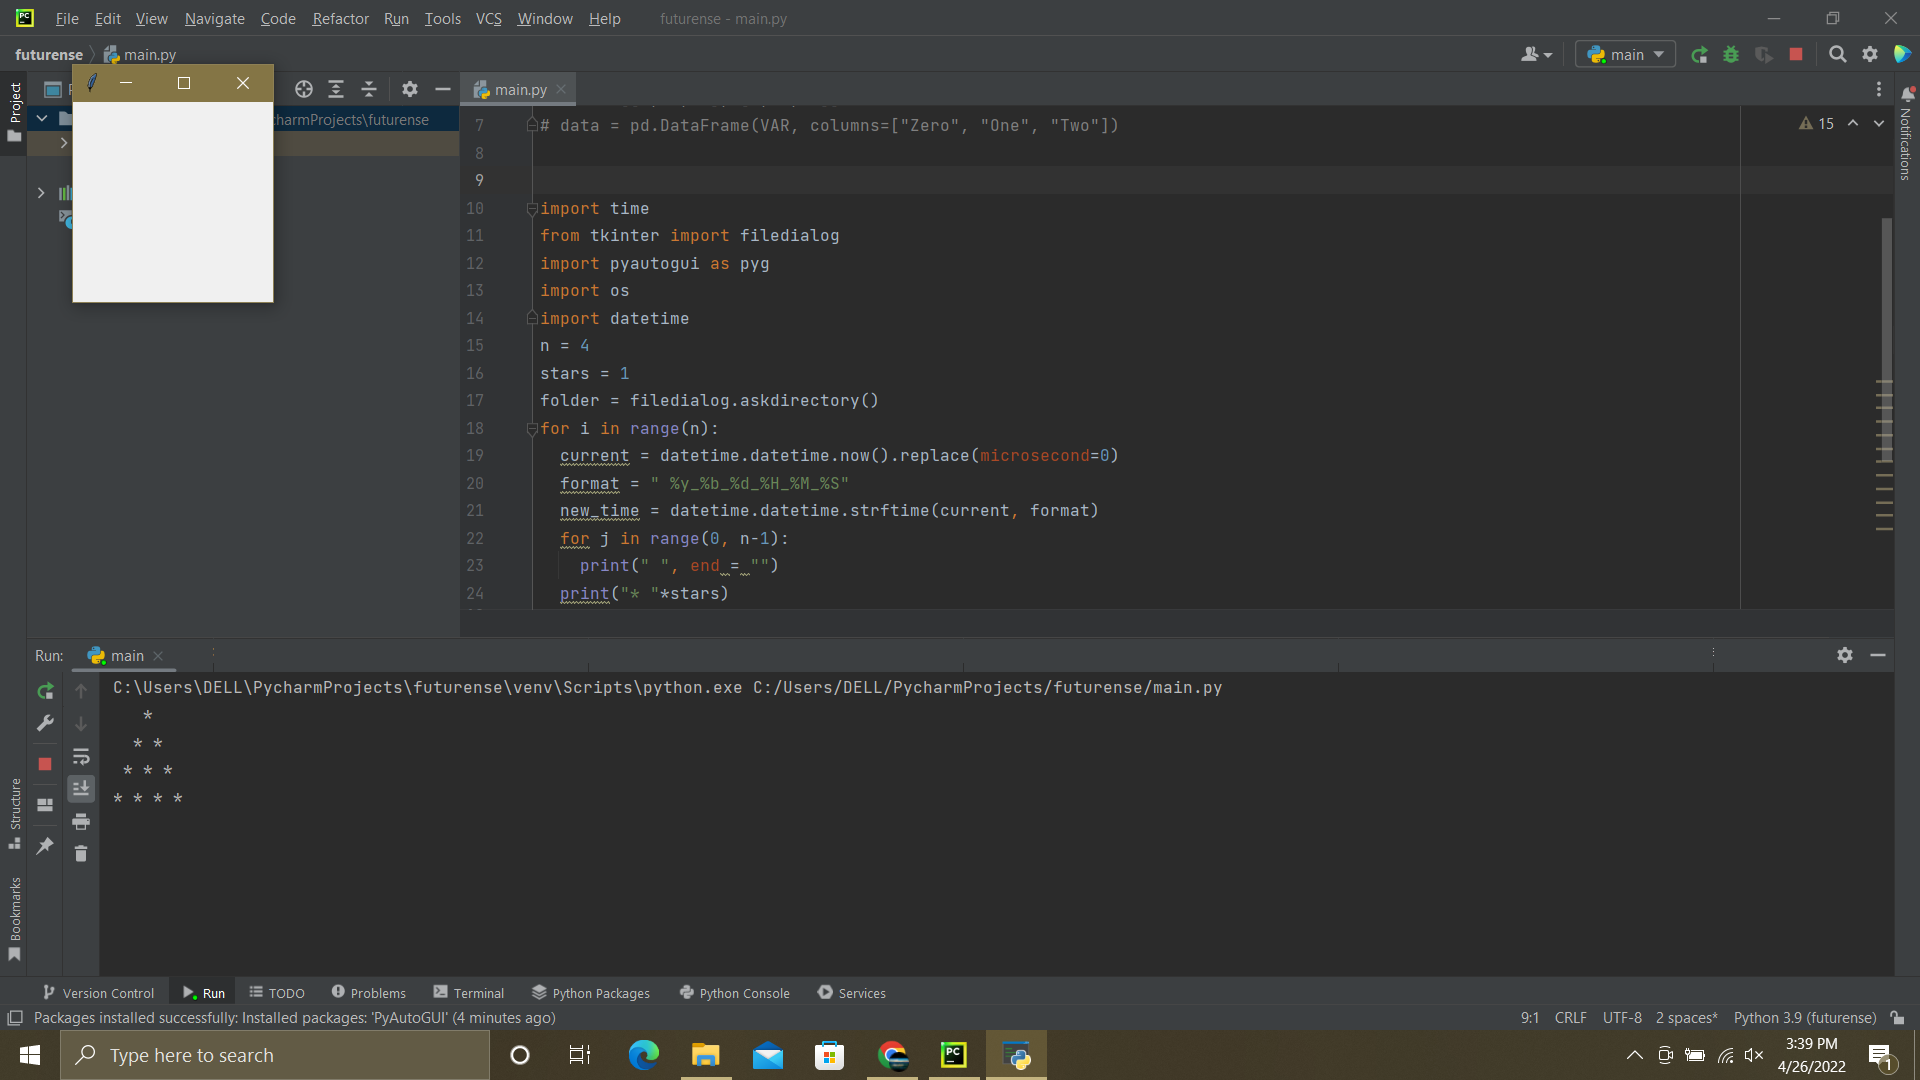 PC File Edit View Navigate Code Refactor Run Tools VCS Window Help futurense - main.py
futurense main.py main
Project
charmProjects\futurense
main.py
Notifications
15
7 # data = pd.DataFrame(VAR, columns=["Zero", "One", "Two"])
8
9
10 import time
11 from tkinter import filedialog
12 import pyautogui as pyg
13 import os
14 import datetime
15 n = 4
16 stars = 1
17 folder = filedialog.askdirectory()
18 for i in range(n):
19 current = datetime.datetime.now().replace(microsecond=0)
20 format = " %y_%b_%d_%H_%M_%S"
21 new_time = datetime.datetime.strftime(current, format)
22 for j in range(0, n-1):
23 print(" ", end = "")
24 print("* "*stars)
Run: main
C:\Users\DELL\PycharmProjects\futurense\venv\Scripts\python.exe C:/Users/DELL/PycharmProjects/futurense/main.py
*
* *
* * *
* * * *
Structure
Bookmarks
Version Control Run TODO Problems Terminal Python Packages Python Console Services
Packages installed successfully: Installed packages: 'PyAutoGUI' (4 minutes ago) 9:1 CRLF UTF-8 2 spaces* Python 3.9 (futurense)
Type here to search PC
3:39 PM
4/26/2022
1